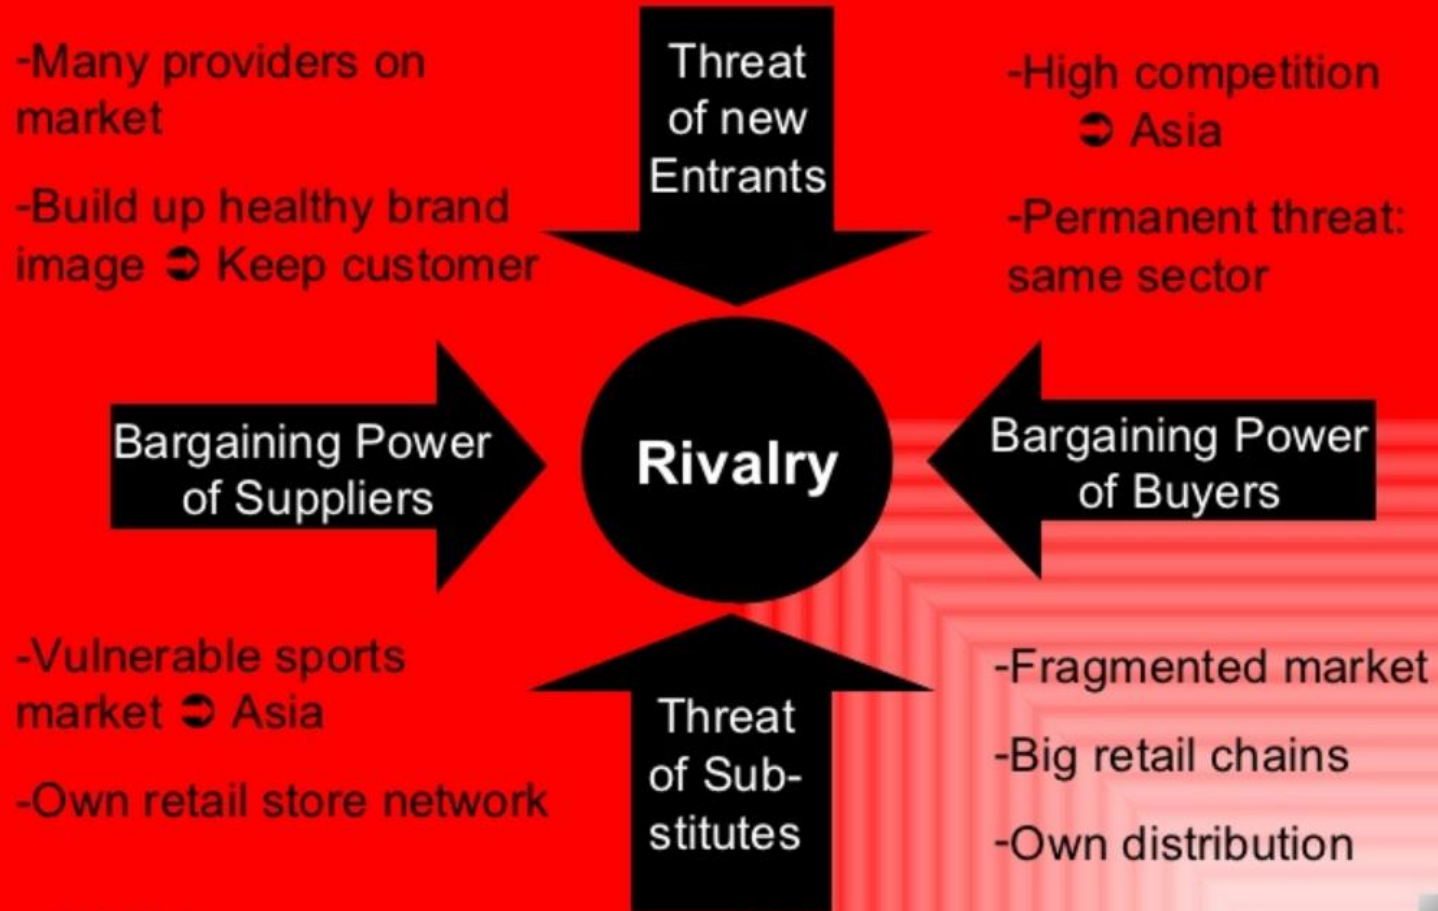 -Many providers on
market
-Build up healthy brand
image ➲ Keep customer
Threat
of new
Entrants
-High competition
➲ Asia
-Permanent threat:
same sector
Bargaining Power
of Suppliers
Rivalry
Bargaining Power
of Buyers
-Vulnerable sports
market ➲ Asia
-Own retail store network
Threat
of Sub-
stitutes
-Fragmented market
-Big retail chains
-Own distribution